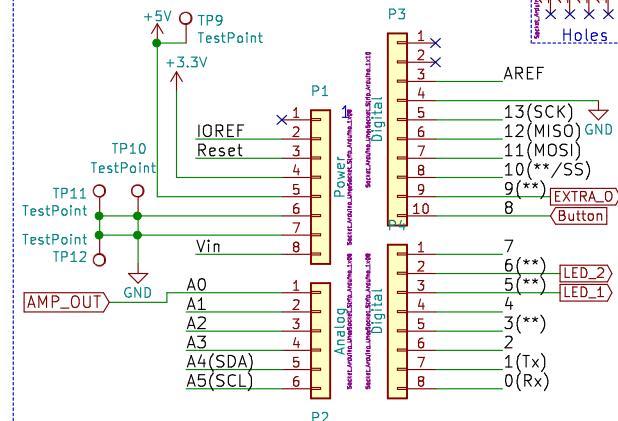 +5V
TP9
TestPoint
+3.3V
P1
1
1
IOREF
2
Reset
3
4
5
6
7
Vin
8
Power
Socket_Strip_Arduino_1x08
TP10
TestPoint
TP11
TestPoint
TestPoint
TP12
GND
AMP_OUT
A0
1
A1
2
A2
3
A3
4
A4(SDA)
5
A5(SCL)
6
Analog
P2
P3
1
2
3
AREF
4
GND
5
13(SCK)
6
12(MISO)
7
11(MOSI)
8
10(**/SS)
9
9(**)
EXTRA_O
10
8
Button
Digital
Socket_Strip_Arduino_1x10
P4
1
7
2
6(**)
LED_2
3
5(**)
LED_1
4
4
5
3(**)
6
2
7
1(Tx)
8
0(Rx)
Digital
Socket_Strip_Arduino_1x08
Holes